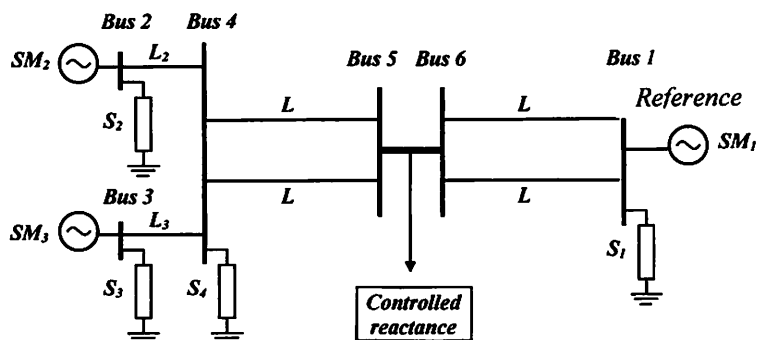 Bus 2
Bus 4
SM2
L2
Bus 5
Bus 6
Bus 1
L
L
Reference
S2
SM1
Bus 3
L
L
SM3
L3
S1
S3
S4
Controlled
reactance